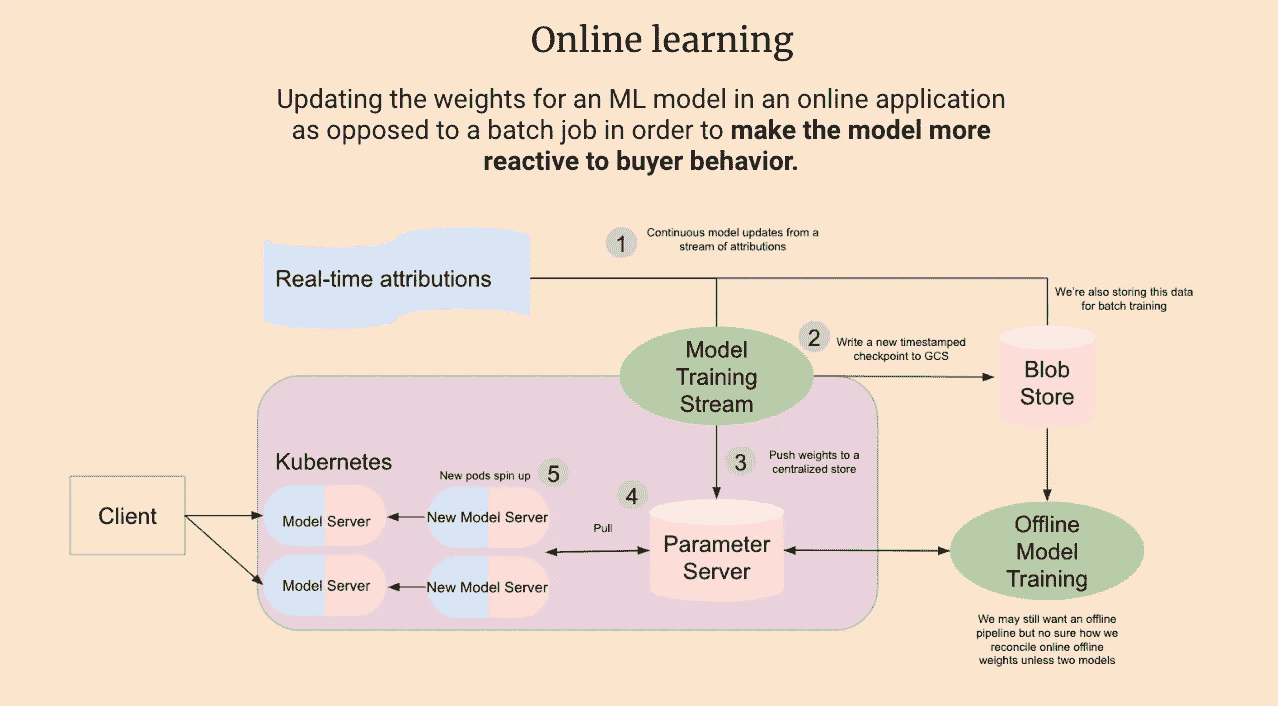 Online learning
Updating the weights for an ML model in an online application
as opposed to a batch job in order to make the model more
reactive to buyer behavior.
Real-time attributions
1
Continuous model updates from a
stream of attributions
We're also storing this data
for batch training
Model
Training
Stream
2
Write a new timestamped
checkpoint to GCS
Blob
Store
3
Push weights to a
centralized store
Kubernetes
New pods spin up
5
4
Client
Model Server
New Model Server
Pull
Parameter
Server
Model Server
New Model Server
Offline
Model
Training
We may still want an offline
pipeline but no sure how we
reconcile online offline
weights unless two models